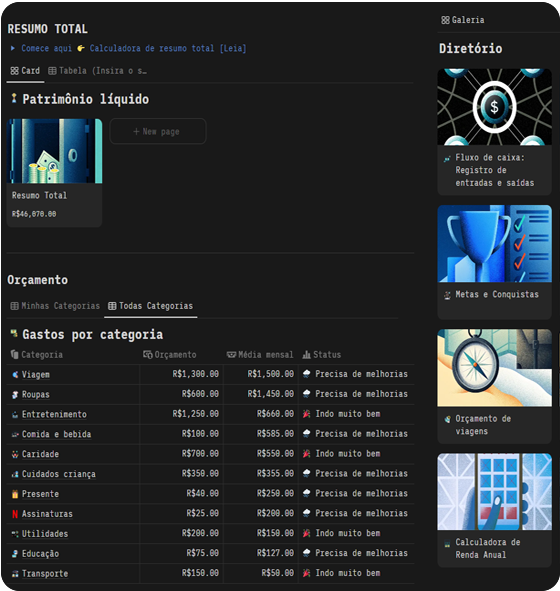 RESUMO TOTAL
Comece aqui 👉 Calculadora de resumo total [Leia]
Card Tabela (Insira o s…
Patrimônio líquido
+ New page
Resumo Total
R$46,070.00
Orçamento
Minhas Categorias Todas Categorias
Gastos por categoria
Categoria Orçamento Média mensal Status
Viagem R$1,300.00 R$1,500.00 Precisa de melhorias
Roupas R$600.00 R$1,450.00 Precisa de melhorias
Entretenimento R$1,250.00 R$660.00 Indo muito bem
Comida e bebida R$100.00 R$585.00 Precisa de melhorias
Caridade R$700.00 R$550.00 Indo muito bem
Cuidados criança R$350.00 R$355.00 Precisa de melhorias
Presente R$40.00 R$250.00 Precisa de melhorias
N Assinaturas R$25.00 R$200.00 Precisa de melhorias
Utilidades R$200.00 R$150.00 Indo muito bem
Educação R$75.00 R$127.00 Precisa de melhorias
Transporte R$150.00 R$50.00 Indo muito bem
Galeria
Diretório
$
Fluxo de caixa:
Registro de
entradas e saídas
Metas e Conquistas
Orçamento de
viagens
Calculadora de
Renda Anual